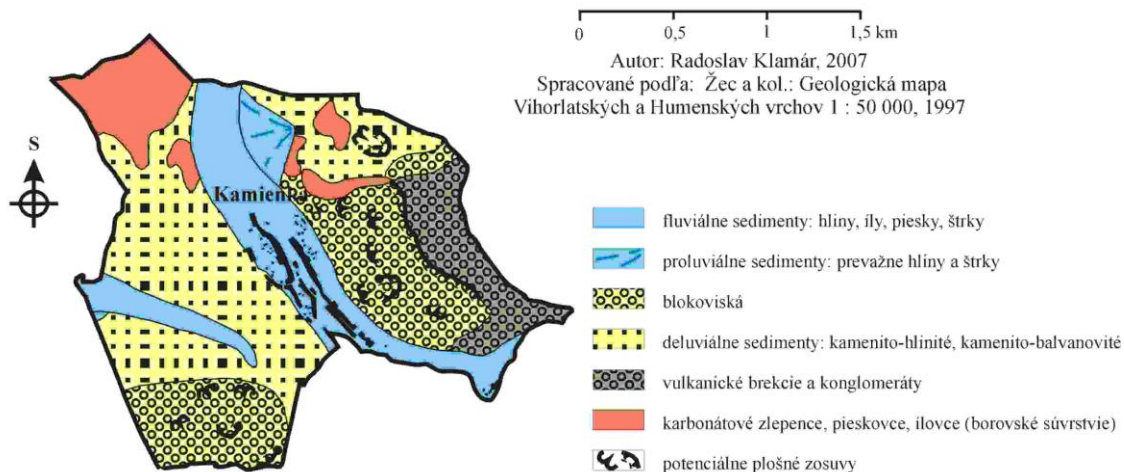 0 0,5 1 1,5 km
Autor: Radoslav Klamár, 2007
Spracované podľa: Žec a kol.: Geologická mapa
Vihorlatských a Humenských vrchov 1 : 50 000, 1997
S
fluviálne sedimenty: hliny, íly, piesky, štrky
proluviálne sedimenty: prevažne hliny a štrky
blokoviská
deluviálne sedimenty: kamenito-hlinité, kamenito-balvanovité
vulkanické brekcie a konglomeráty
karbonátové zlepence, pieskovce, ílovce (borovské súvrstvie)
potenciálne plošné zosuvy